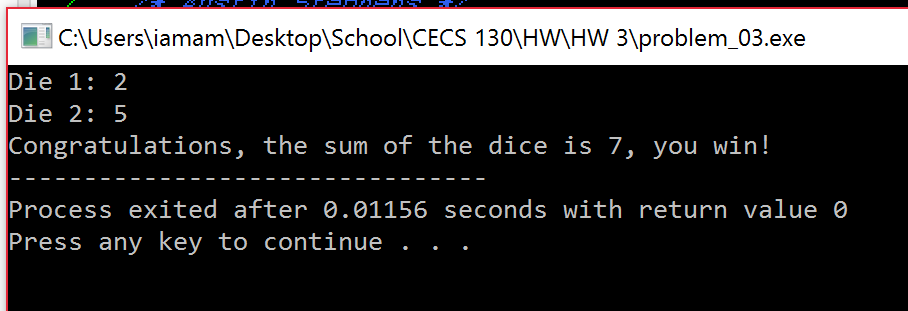 C:\Users\iamam\Desktop\School\CECS 130\HW\HW 3\problem_03.exe
Die 1: 2
Die 2: 5
Congratulations, the sum of the dice is 7, you win!
--------------------------------
Process exited after 0.01156 seconds with return value 0
Press any key to continue . . .